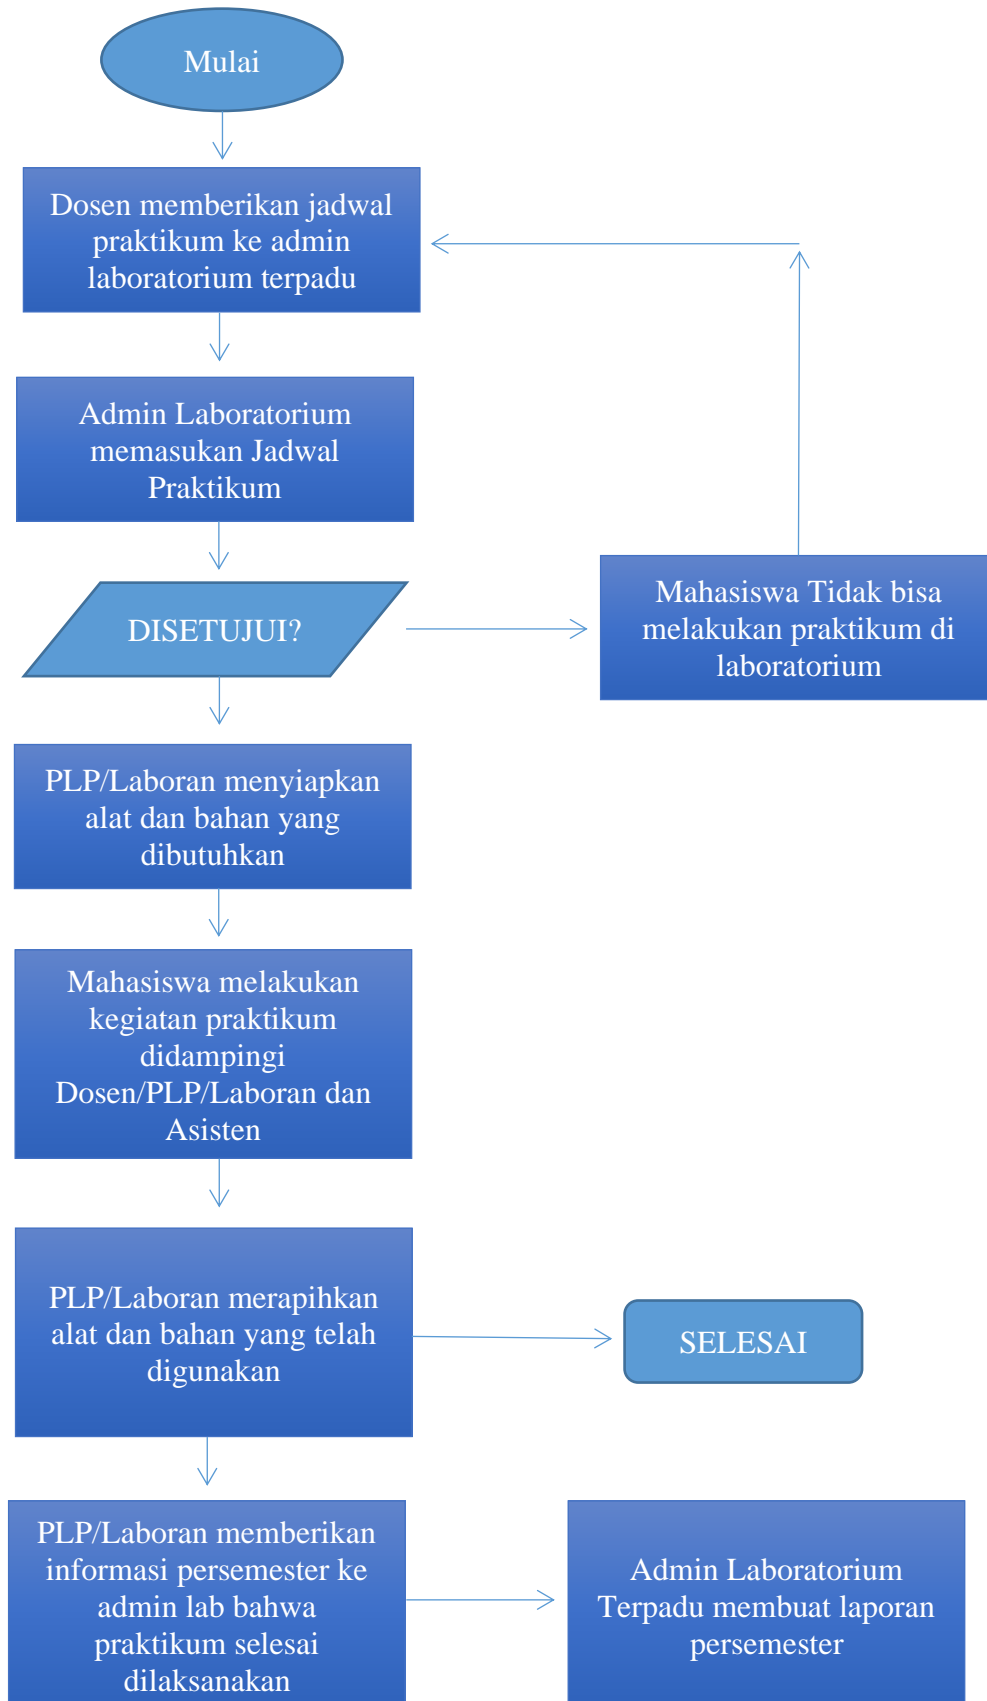 Mulai
Dosen memberikan jadwal
praktikum ke admin
laboratorium terpadu
Admin Laboratorium
memasukan Jadwal
Praktikum
DISETUJUI?
Mahasiswa Tidak bisa
melakukan praktikum di
laboratorium
PLP/Laboran menyiapkan
alat dan bahan yang
dibutuhkan
Mahasiswa melakukan
kegiatan praktikum
didampingi
Dosen/PLP/Laboran dan
Asisten
PLP/Laboran merapihkan
alat dan bahan yang telah
digunakan
SELESAI
PLP/Laboran memberikan
informasi persemester ke
admin lab bahwa
praktikum selesai
dilaksanakan
Admin Laboratorium
Terpadu membuat laporan
persemester